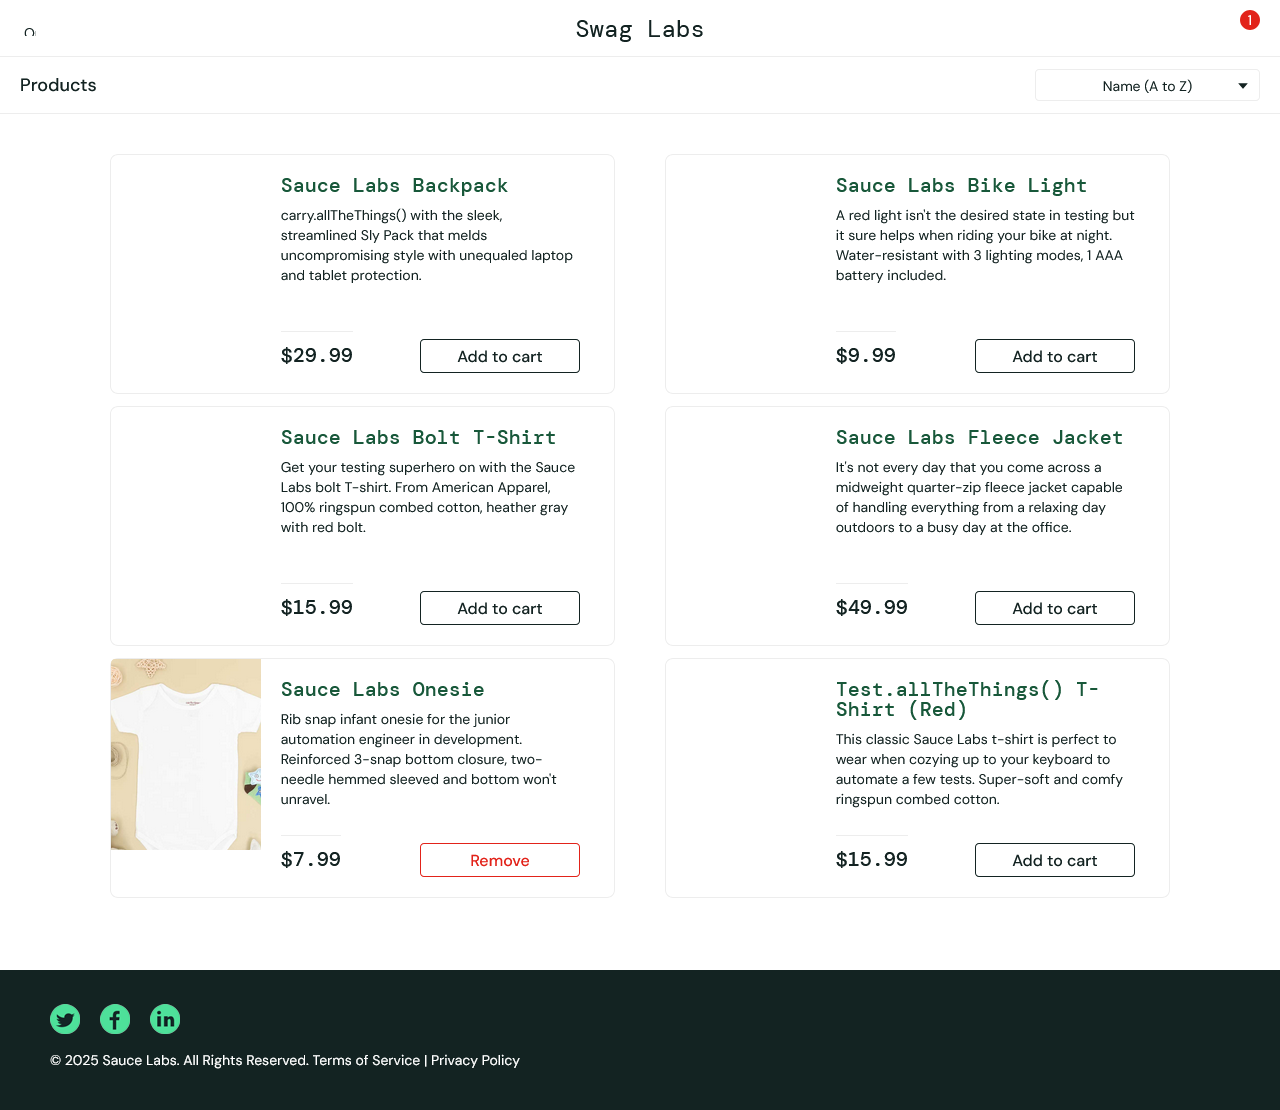 Swag Labs
1
Products
Name (A to Z)
Sauce Labs Backpack
carry.allTheThings() with the sleek,
streamlined Sly Pack that melds
uncompromising style with unequaled laptop
and tablet protection.
$29.99
Add to cart
Sauce Labs Bike Light
A red light isn't the desired state in testing but
it sure helps when riding your bike at night.
Water-resistant with 3 lighting modes, 1 AAA
battery included.
$9.99
Add to cart
Sauce Labs Bolt T-Shirt
Get your testing superhero on with the Sauce
Labs bolt T-shirt. From American Apparel,
100% ringspun combed cotton, heather gray
with red bolt.
$15.99
Add to cart
Sauce Labs Fleece Jacket
It's not every day that you come across a
midweight quarter-zip fleece jacket capable
of handling everything from a relaxing day
outdoors to a busy day at the office.
$49.99
Add to cart
Sauce Labs Onesie
Rib snap infant onesie for the junior
automation engineer in development.
Reinforced 3-snap bottom closure, two-
needle hemmed sleeved and bottom won't
unravel.
$7.99
Remove
Test.allTheThings() T-
Shirt (Red)
This classic Sauce Labs t-shirt is perfect to
wear when cozying up to your keyboard to
automate a few tests. Super-soft and comfy
ringspun combed cotton.
$15.99
Add to cart
© 2025 Sauce Labs. All Rights Reserved. Terms of Service | Privacy Policy